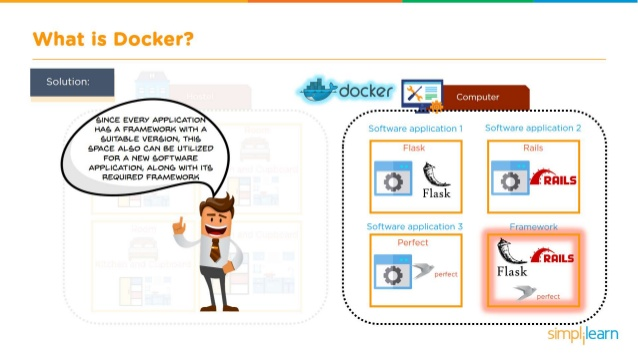 What is Docker?
Solution:
SINCE EVERY APPLICATION
HAS A FRAMEWORK WITH A
SUITABLE VERSION, THIS
SPACE ALSO CAN BE UTILIZED
FOR A NEW SOFTWARE
APPLICATION, ALONG WITH ITS
REQUIRED FRAMEWORK
docker
Computer
Software application 1
Software application 2
Flask
Flask
Rails
RAILS
Software application 3
Framework
Perfect
perfect
Flask
RAILS
perfect
simplilearn